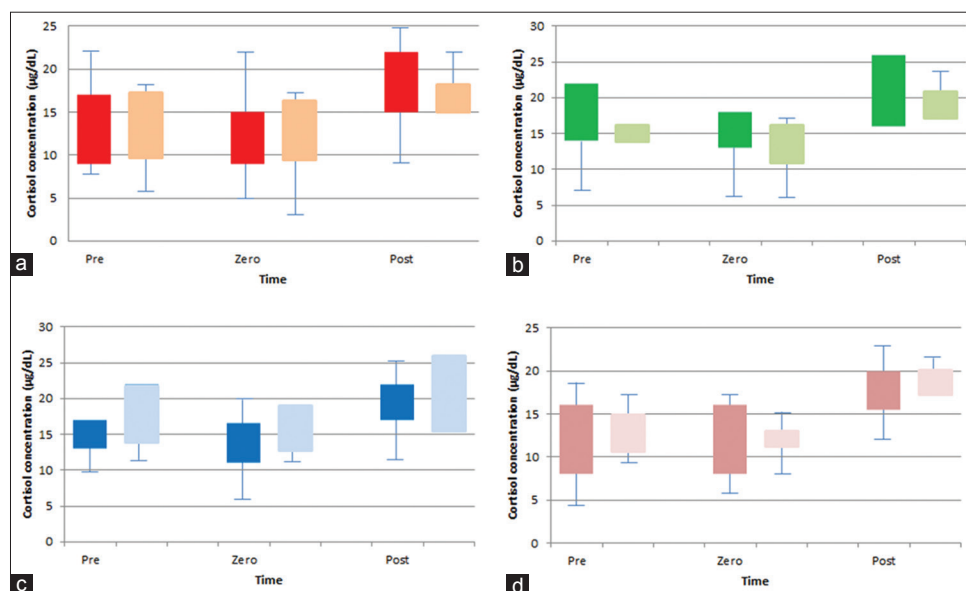 Cortisol concentration (µg/dL)
25
20
15
10
5
0
Pre
Zero
Post
Time
a
Cortisol concentration (µg/dL)
30
25
20
15
10
5
0
Pre
Zero
Post
Time
b
Cortisol concentration (µg/dL)
30
25
20
15
10
5
0
Pre
Zero
Post
Time
c
Cortisol concentration (µg/dL)
25
20
15
10
5
0
Pre
Zero
Post
Time
d